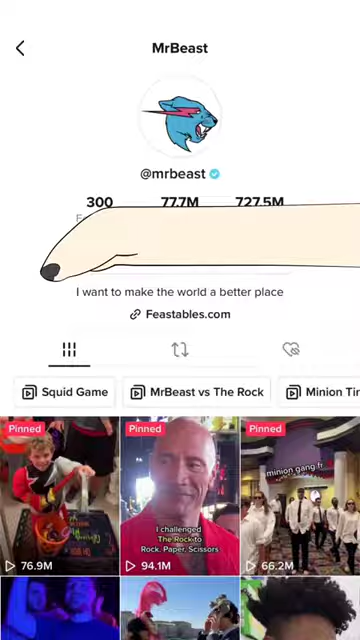 MrBeast
@mrbeast
300 77.7M 727.5M
I want to make the world a better place
Feastables.com
Squid Game
MrBeast vs The Rock
Pinned
Pinned
Pinned
minion gang fr
I challenged
The Rock to
Rock, Paper, Scissors
76.9M
94.1M
66.2M